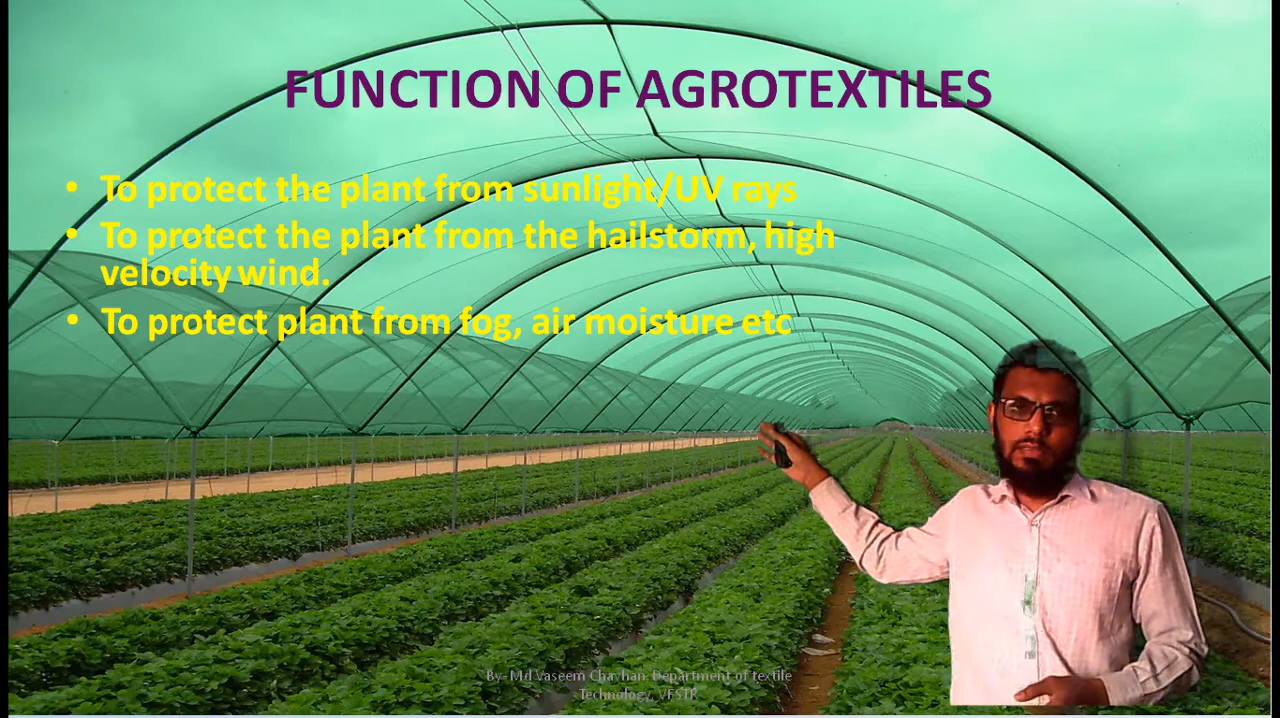 FUNCTION OF AGROTEXTILES
• To protect the plant from sunlight/UV rays
• To protect the plant from the hailstorm, high
velocity wind.
• To protect plant from fog, air moisture etc
By- Md Vaseem Chavhan. Department of textile
Technology, VFSTR